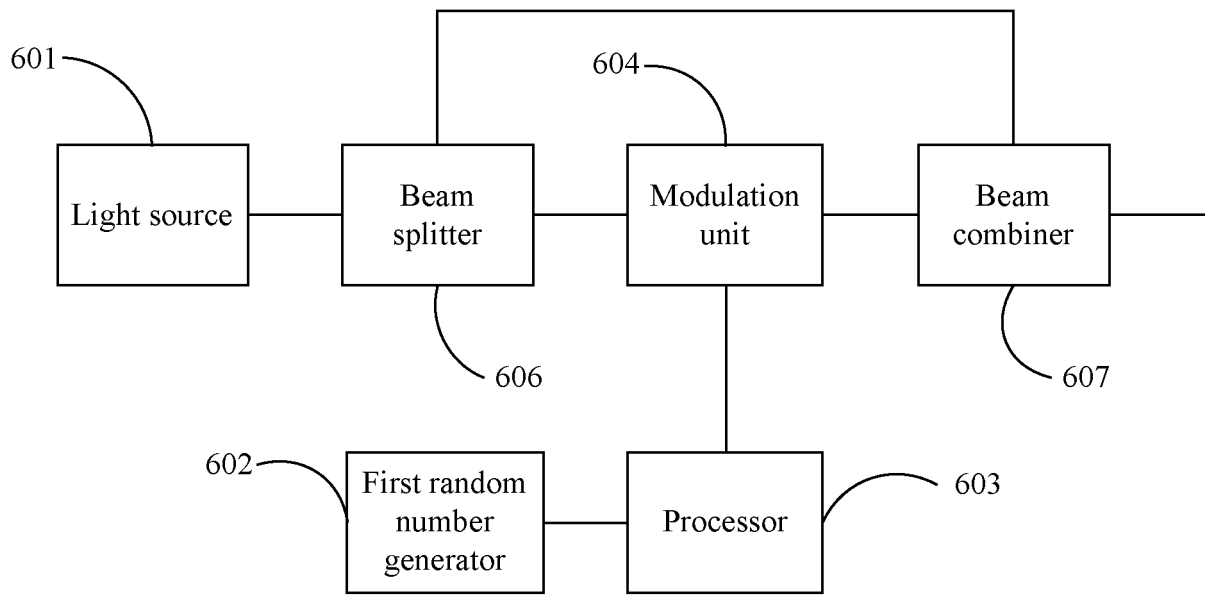 601
604
Light source
Beam
splitter
Modulation
unit
Beam
combiner
606
607
602
First random
number
generator
Processor
603